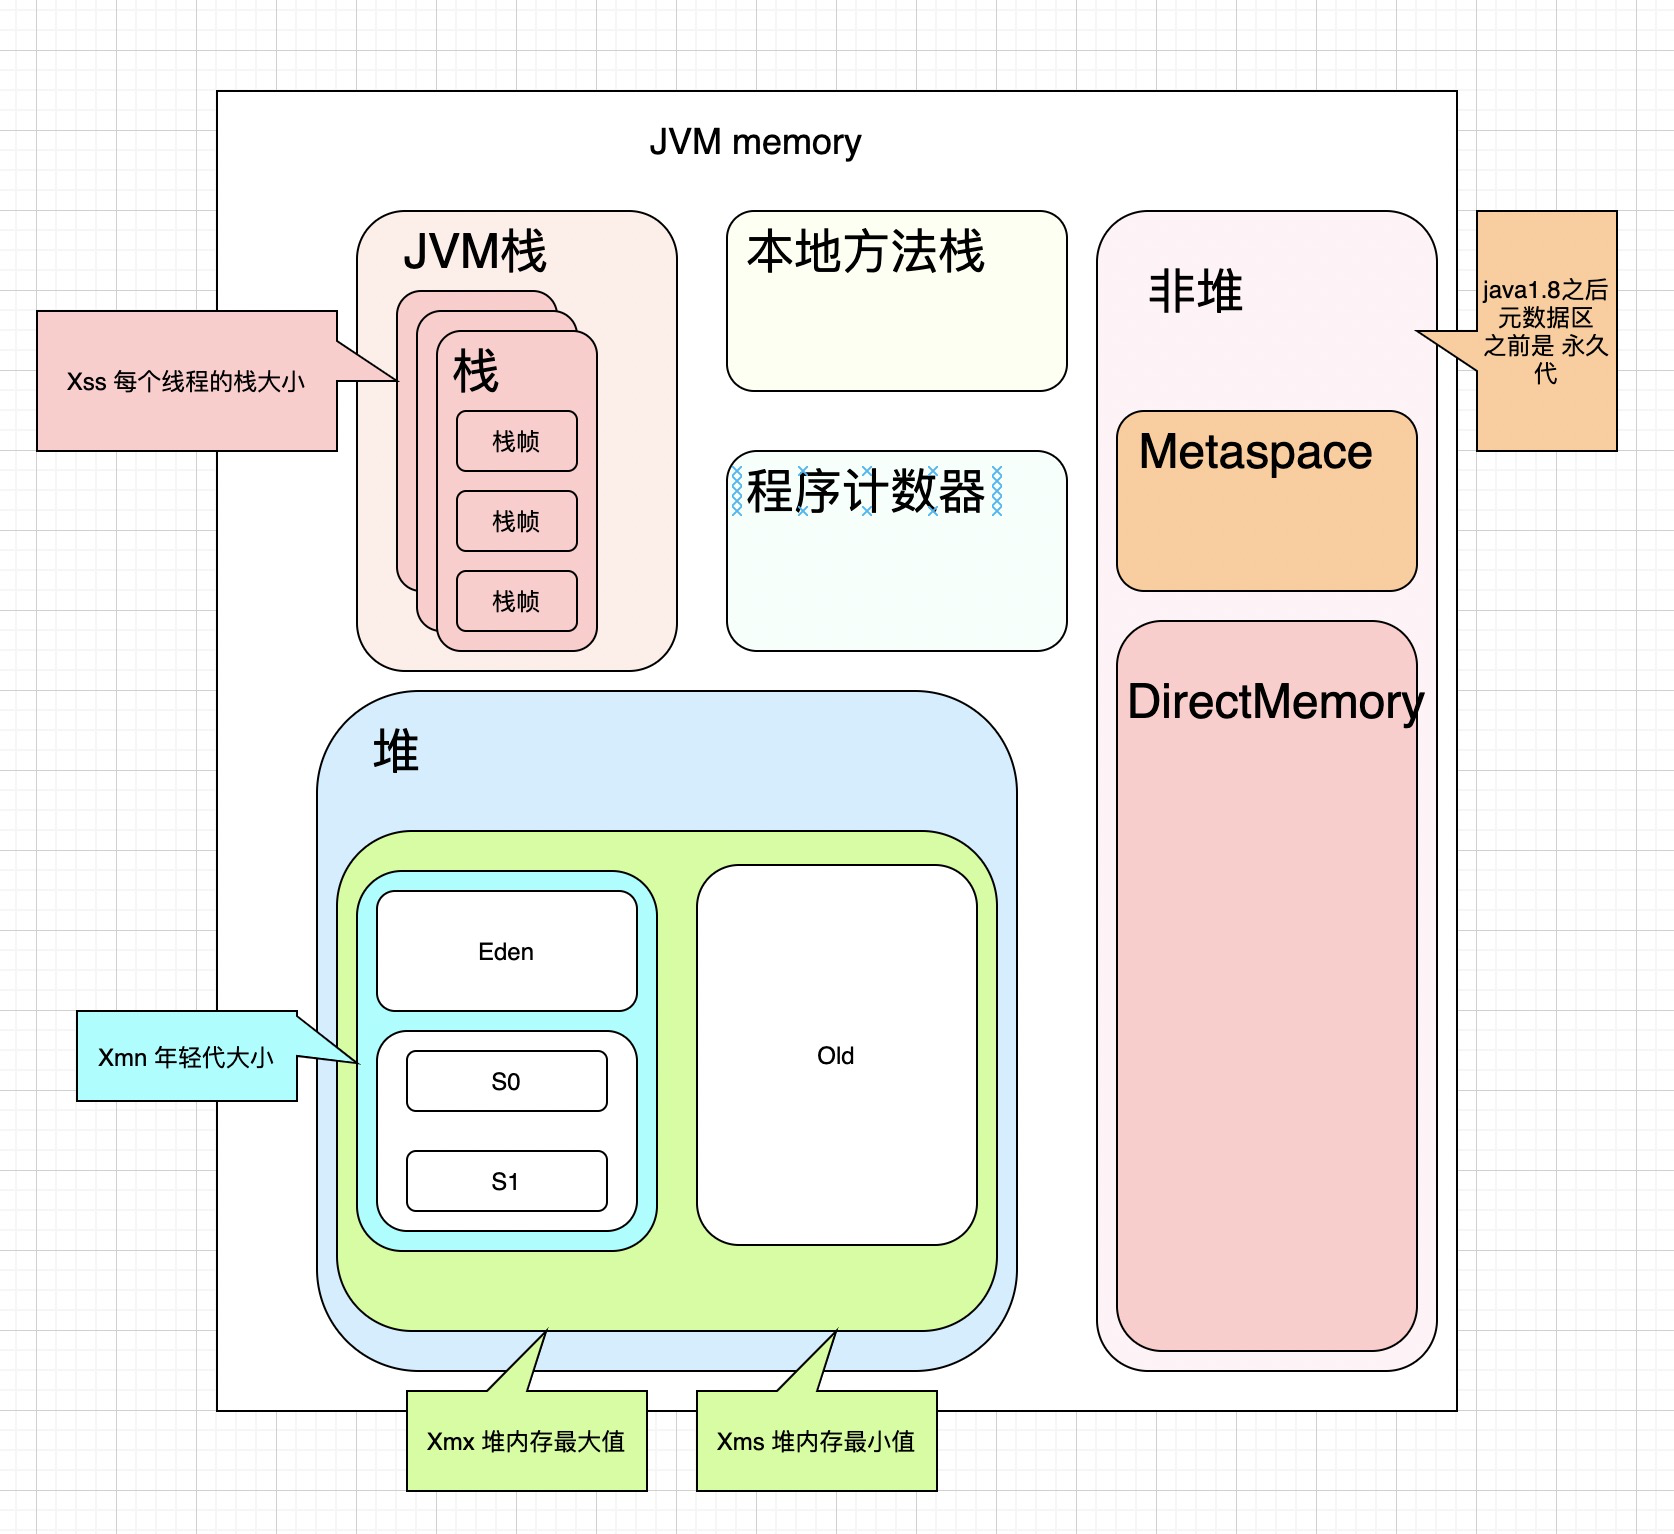 JVM memory
JVM栈
本地方法栈
非堆
java1.8之后
元数据区
之前是 永久
代
Xss 每个线程的栈大小
栈
栈帧
栈帧
栈帧
程序计数器
Metaspace
DirectMemory
堆
Eden
S0
S1
Old
Xmn 年轻代大小
Xmx 堆内存最大值
Xms 堆内存最小值